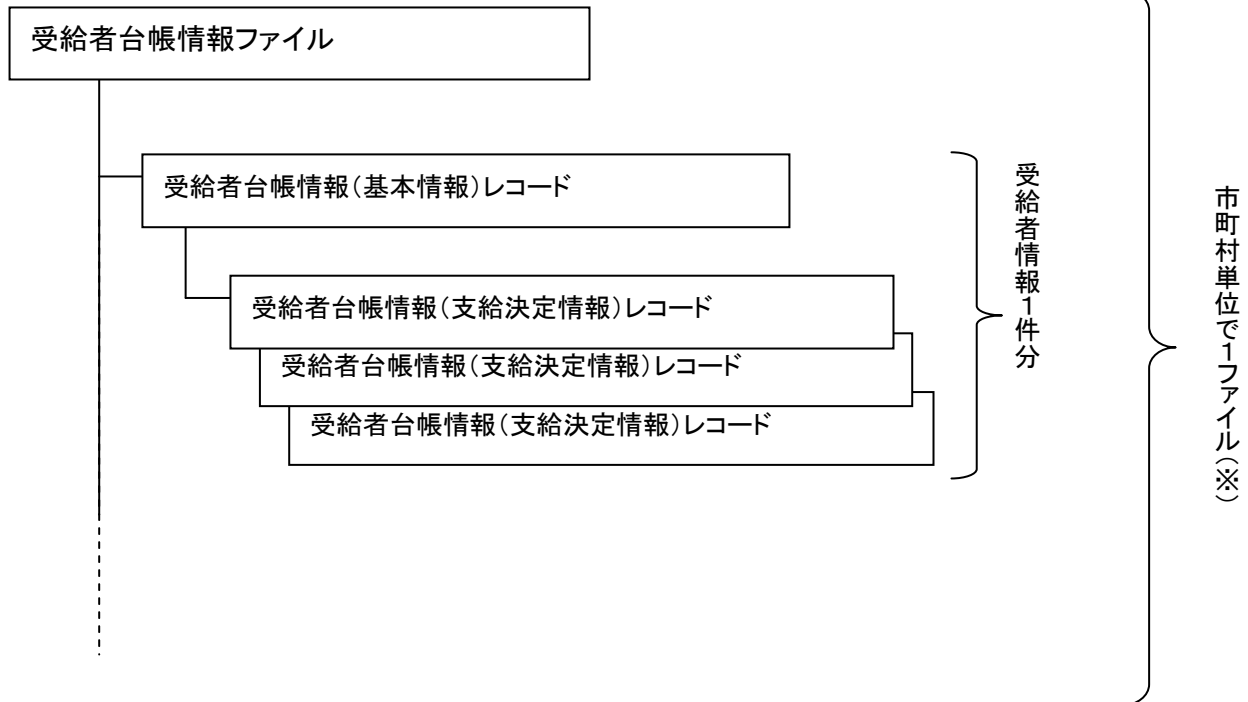 受給者台帳情報ファイル
受給者台帳情報（基本情報）レコード
受給者台帳情報（支給決定情報）レコード
受給者台帳情報（支給決定情報）レコード
受給者台帳情報（支給決定情報）レコード
受給者情報１件分
市町村単位で１ファイル（※）